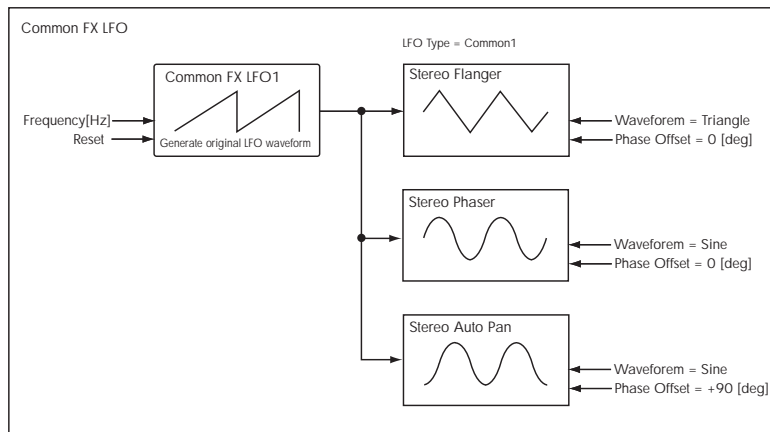 Common FX LFO
LFO Type = Common1
Common FX LFO1
Generate original LFO waveform
Frequency[Hz]
Reset
Stereo Flanger
Waveforem = Triangle
Phase Offset = 0 [deg]
Stereo Phaser
Waveforem = Sine
Phase Offset = 0 [deg]
Stereo Auto Pan
Waveforem = Sine
Phase Offset = +90 [deg]